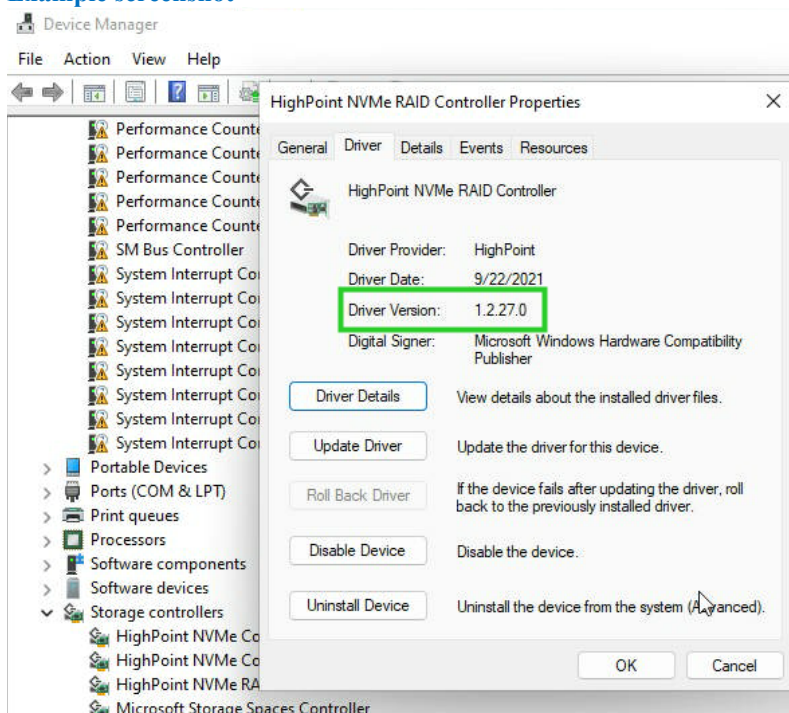 Device Manager
File Action View Help
Performance Counte
Performance Counte
Performance Counte
Performance Counte
Performance Counte
SM Bus Controller
System Interrupt Co
System Interrupt Co
System Interrupt Co
System Interrupt Co
System Interrupt Co
System Interrupt Co
System Interrupt Co
System Interrupt Co
Portable Devices
Ports (COM & LPT)
Print queues
Processors
Software components
Software devices
Storage controllers
HighPoint NVMe Co
HighPoint NVMe Co
HighPoint NVMe RA
Microsoft Storage Spaces Controller
HighPoint NVMe RAID Controller Properties
General Driver Details Events Resources
HighPoint NVMe RAID Controller
Driver Provider: HighPoint
Driver Date: 9/22/2021
Driver Version: 1.2.27.0
Digital Signer: Microsoft Windows Hardware Compatibility
Publisher
Driver Details View details about the installed driver files.
Update Driver Update the driver for this device.
Roll Back Driver If the device fails after updating the driver, roll
back to the previously installed driver.
Disable Device Disable the device.
Uninstall Device Uninstall the device from the system (Advanced).
OK Cancel